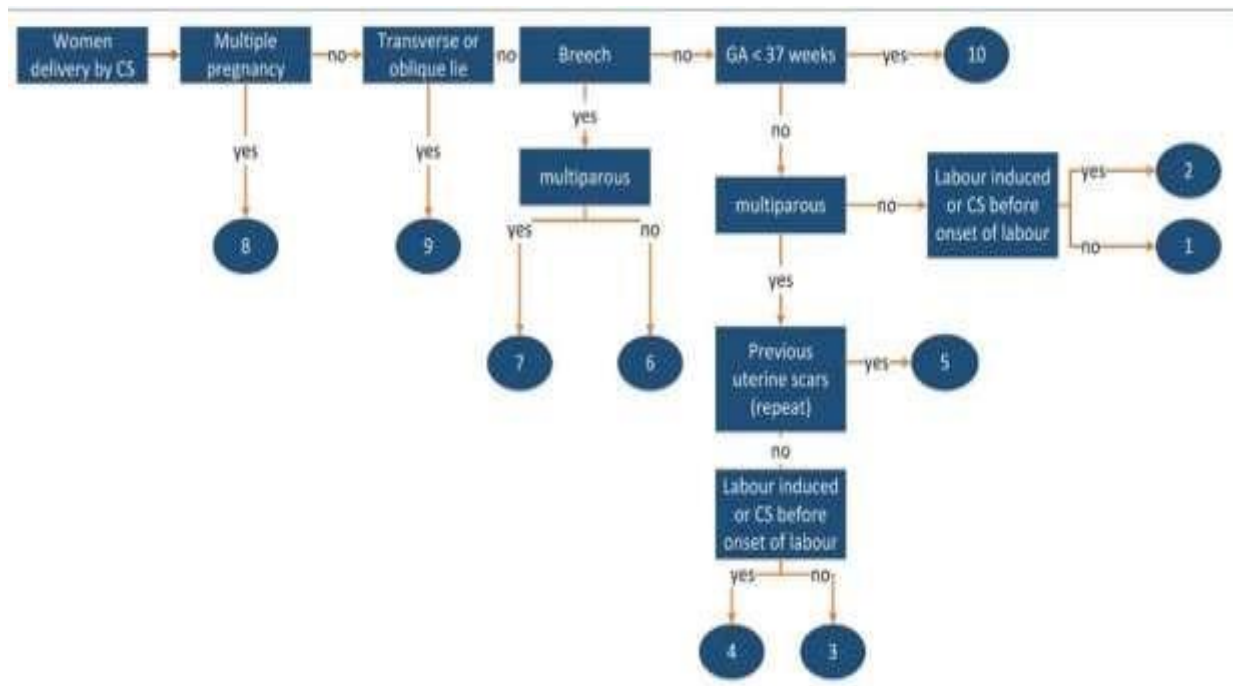 Women
delivery by CS
Multiple
pregnancy
no
Transverse or
oblique lie
no
Breech
no
GA < 37 weeks
yes
10
yes
yes
yes
no
multiparous
multiparous
no
Labour induced
or CS before
onset of labour
yes
2
no
1
8
9
yes
no
yes
7
6
Previous
uterine scars
(repeat)
yes
5
no
Labour induced
or CS before
onset of labour
yes
no
4
3